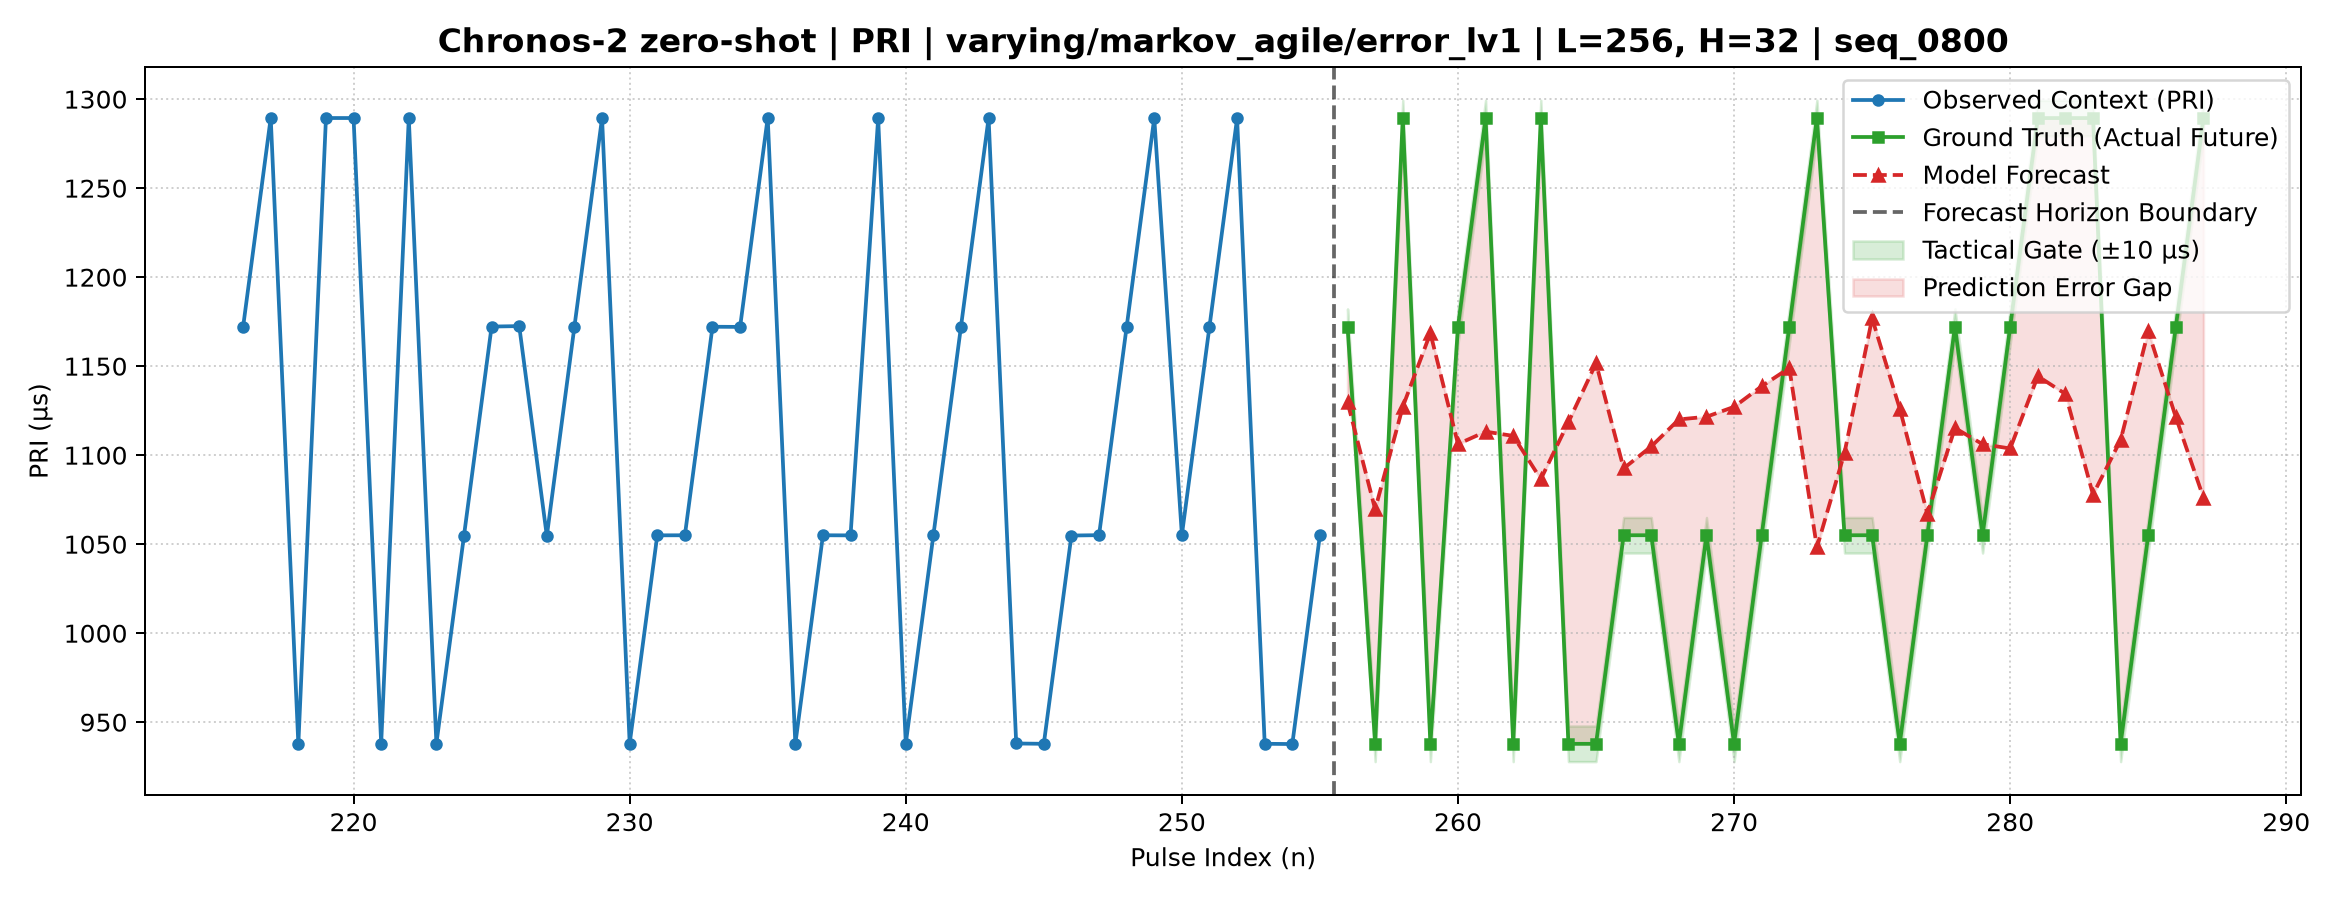 Chronos-2 zero-shot | PRI | varying/markov_agile/error_lv1 | L=256, H=32 | seq_0800
1300
1250
1200
1150
1100
1050
1000
950
PRI (µs)
Observed Context (PRI)
Ground Truth (Actual Future)
Model Forecast
Forecast Horizon Boundary
Tactical Gate (±10 µs)
Prediction Error Gap
220
230
240
250
260
270
280
290
Pulse Index (n)